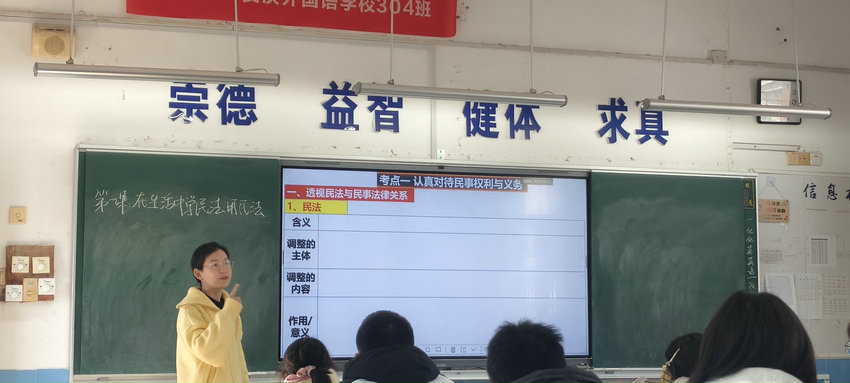 外国语学校304班
崇德 益智 健体 求真
第一课 在生活中学民法用民法
考点一 认真对待民事权利与义务
一、透视民法与民事法律关系
1、民法
含义
调整的
主体
调整的
内容
作用/
意义
信息